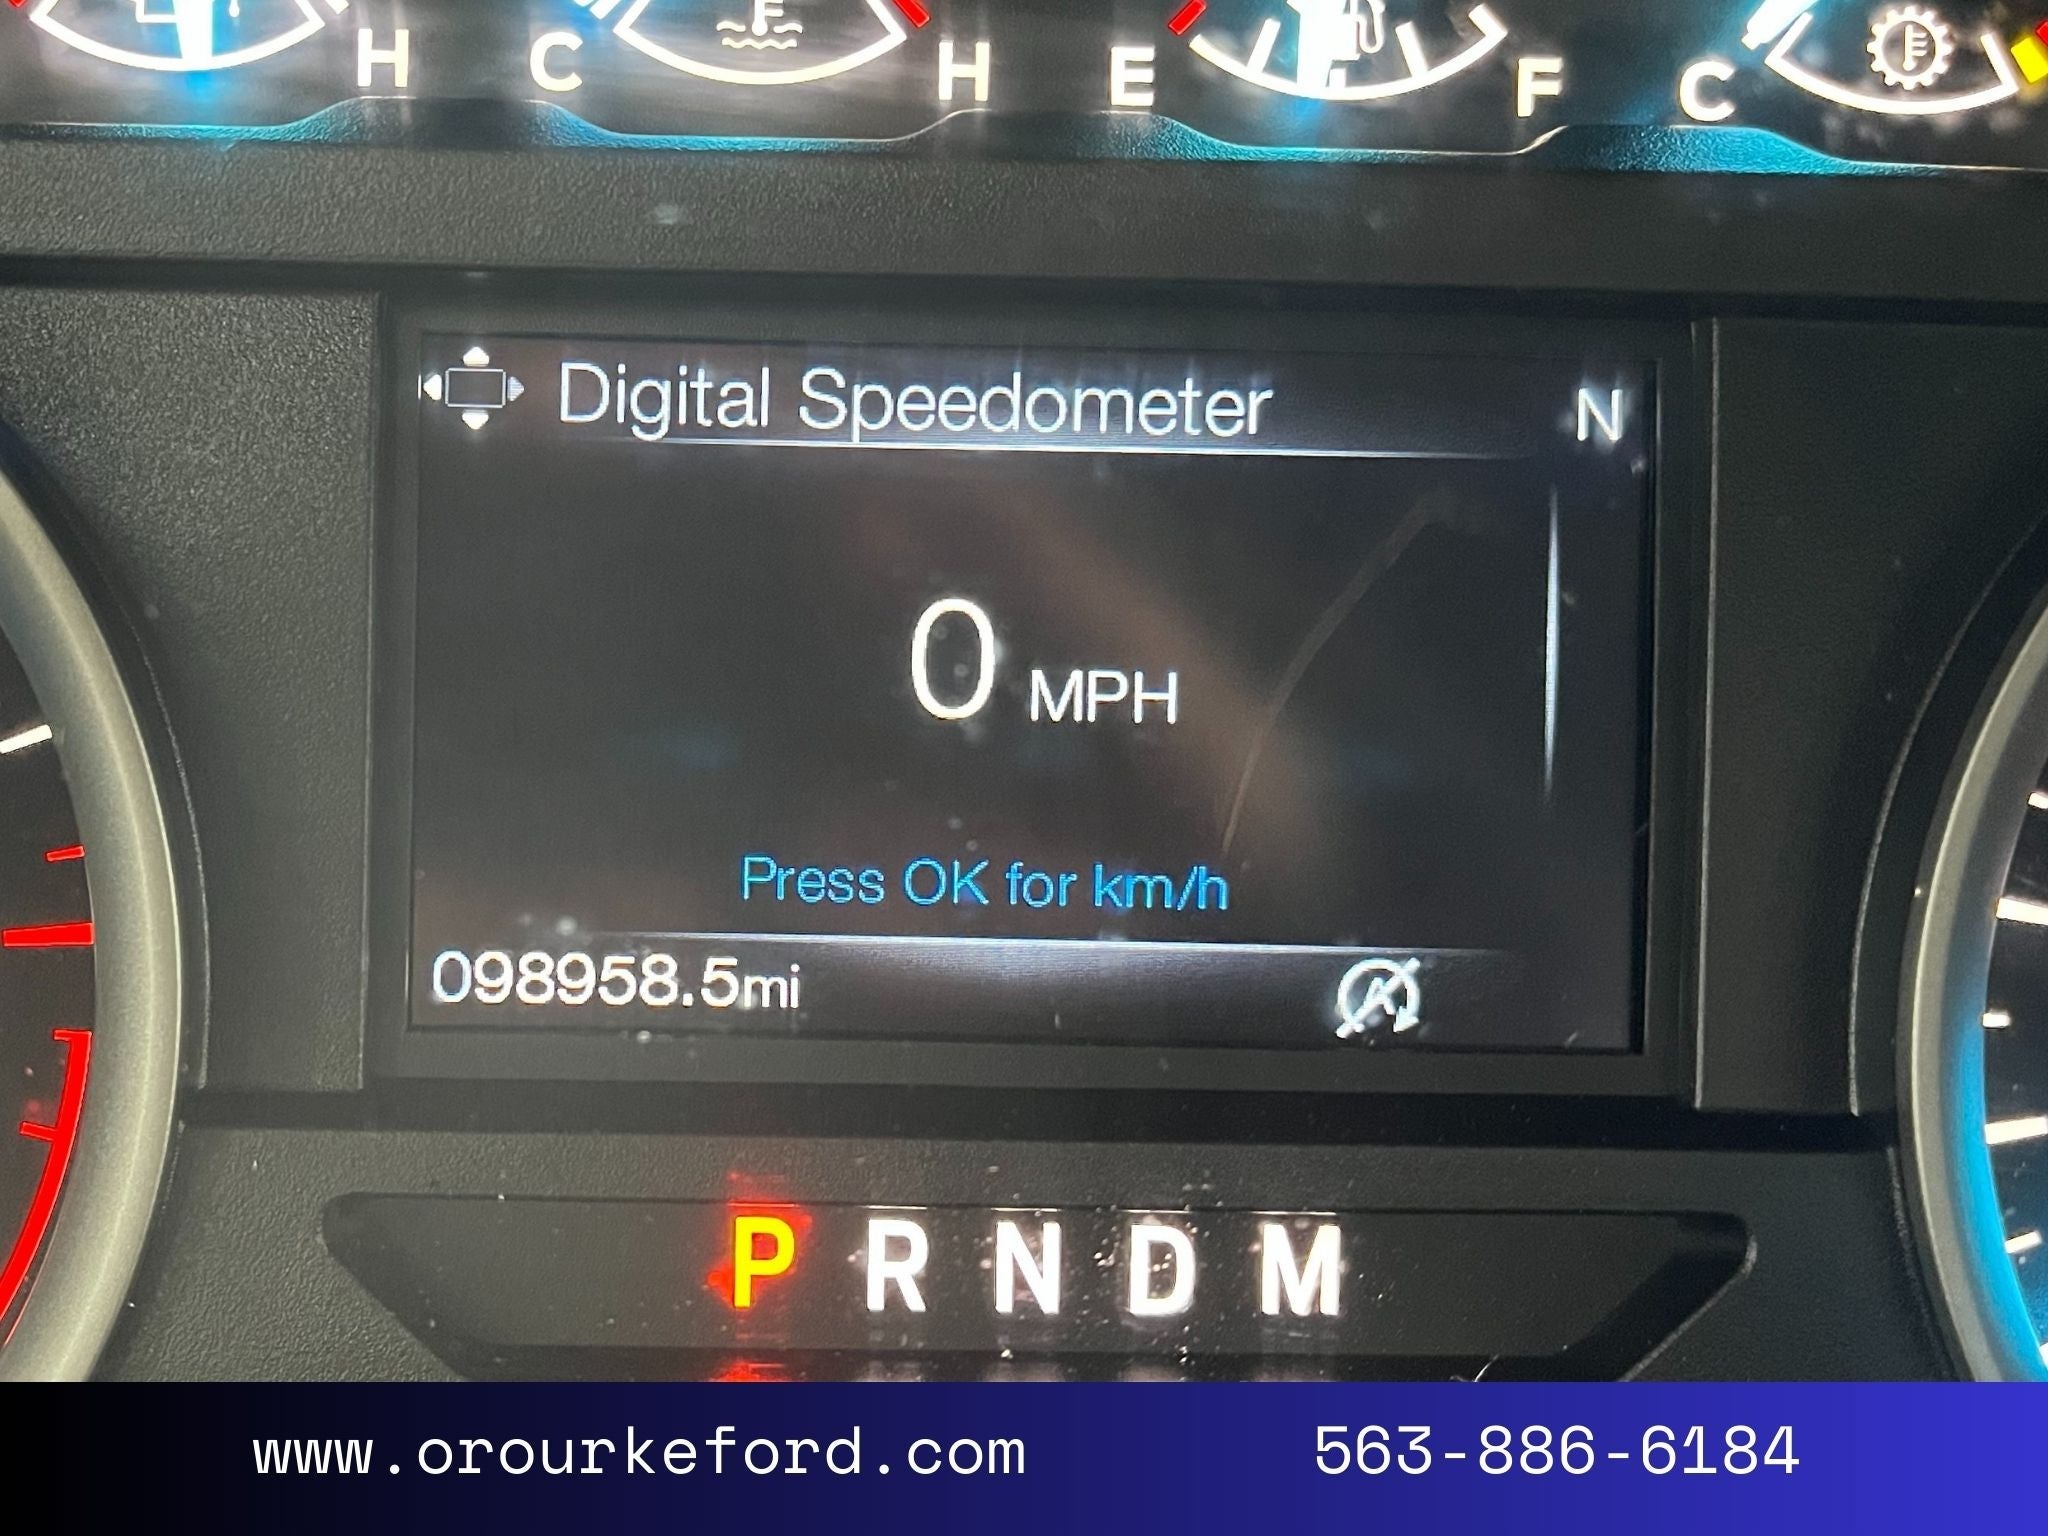 H C H E F C
Digital Speedometer N
0 MPH
Press OK for km/h
098958.5mi
A
P R N D M
www.orourkeford.com 563-886-6184